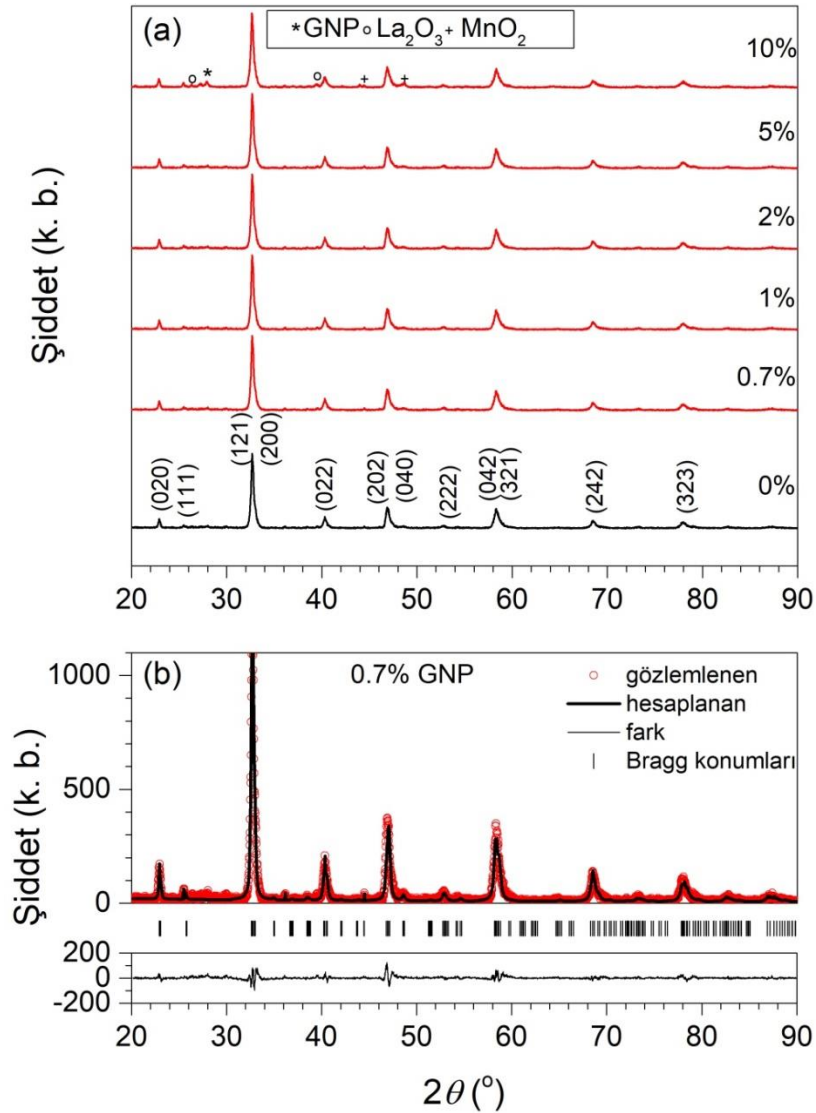 (a)
*GNP o La₂O₃ + MnO₂
10%
o * o + +
5%
2%
1%
0.7%
0%
(020) (111) (121) (200) (022) (202) (040) (222) (042) (321) (242) (323)
Şiddet (k. b.)
20 30 40 50 60 70 80 90
(b)
0.7% GNP
gözlemlenen
hesaplanan
fark
Bragg konumları
Şiddet (k. b.)
1000
500
0
200
0
-200
20 30 40 50 60 70 80 90
2θ (°)